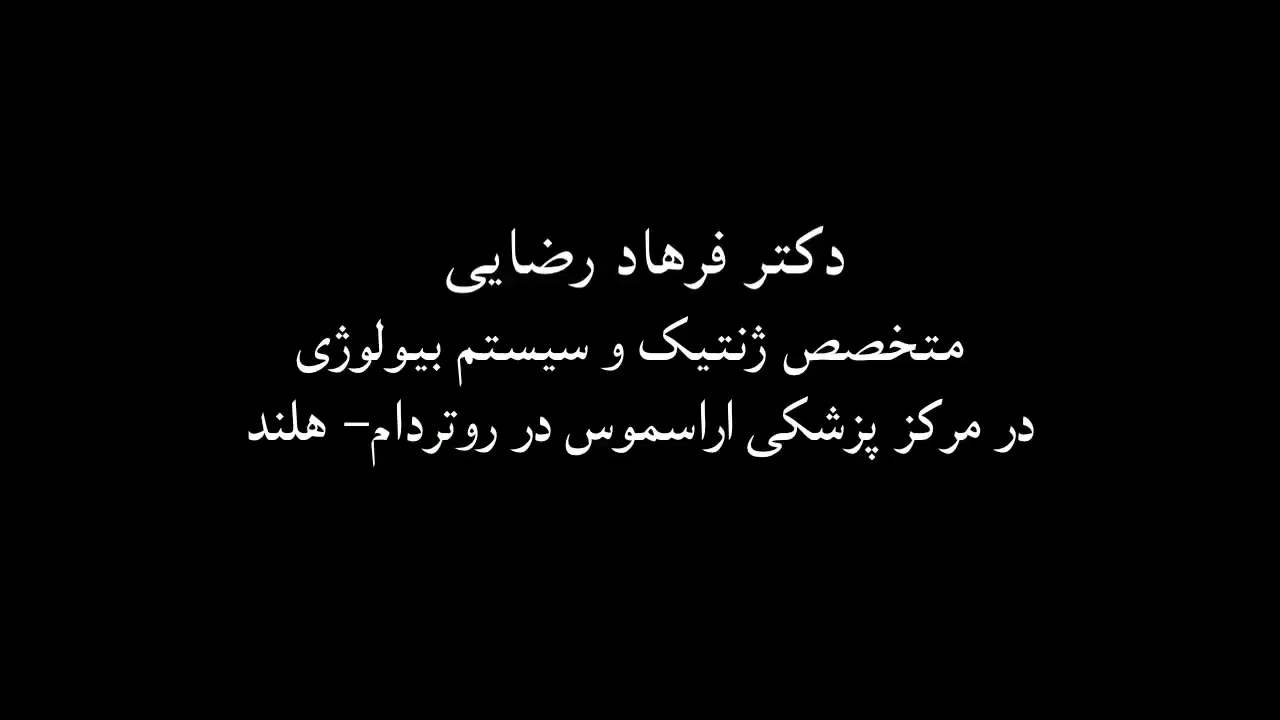 دکتر فرهاد رضایی
متخصص ژنتیک و سیستم بیولوژی
در مرکز پزشکی اراسموس در روتردام- هلند